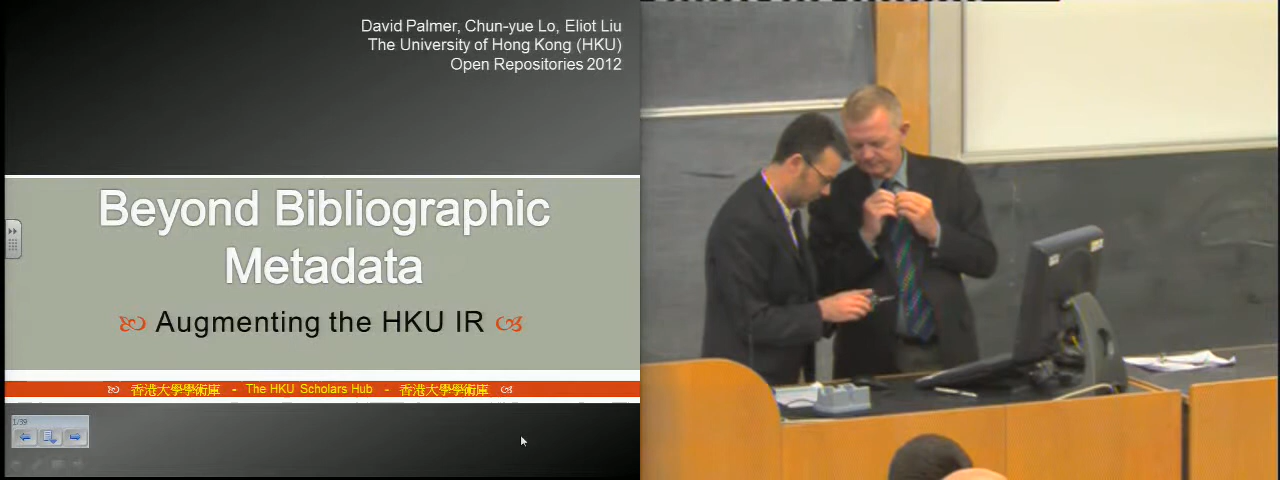 David Palmer, Chun-yue Lo, Eliot Liu
The University of Hong Kong (HKU)
Open Repositories 2012
Beyond Bibliographic
Metadata
Augmenting the HKU IR
香港大學學術庫 - The HKU Scholars Hub - 香港大學學術庫
1/39